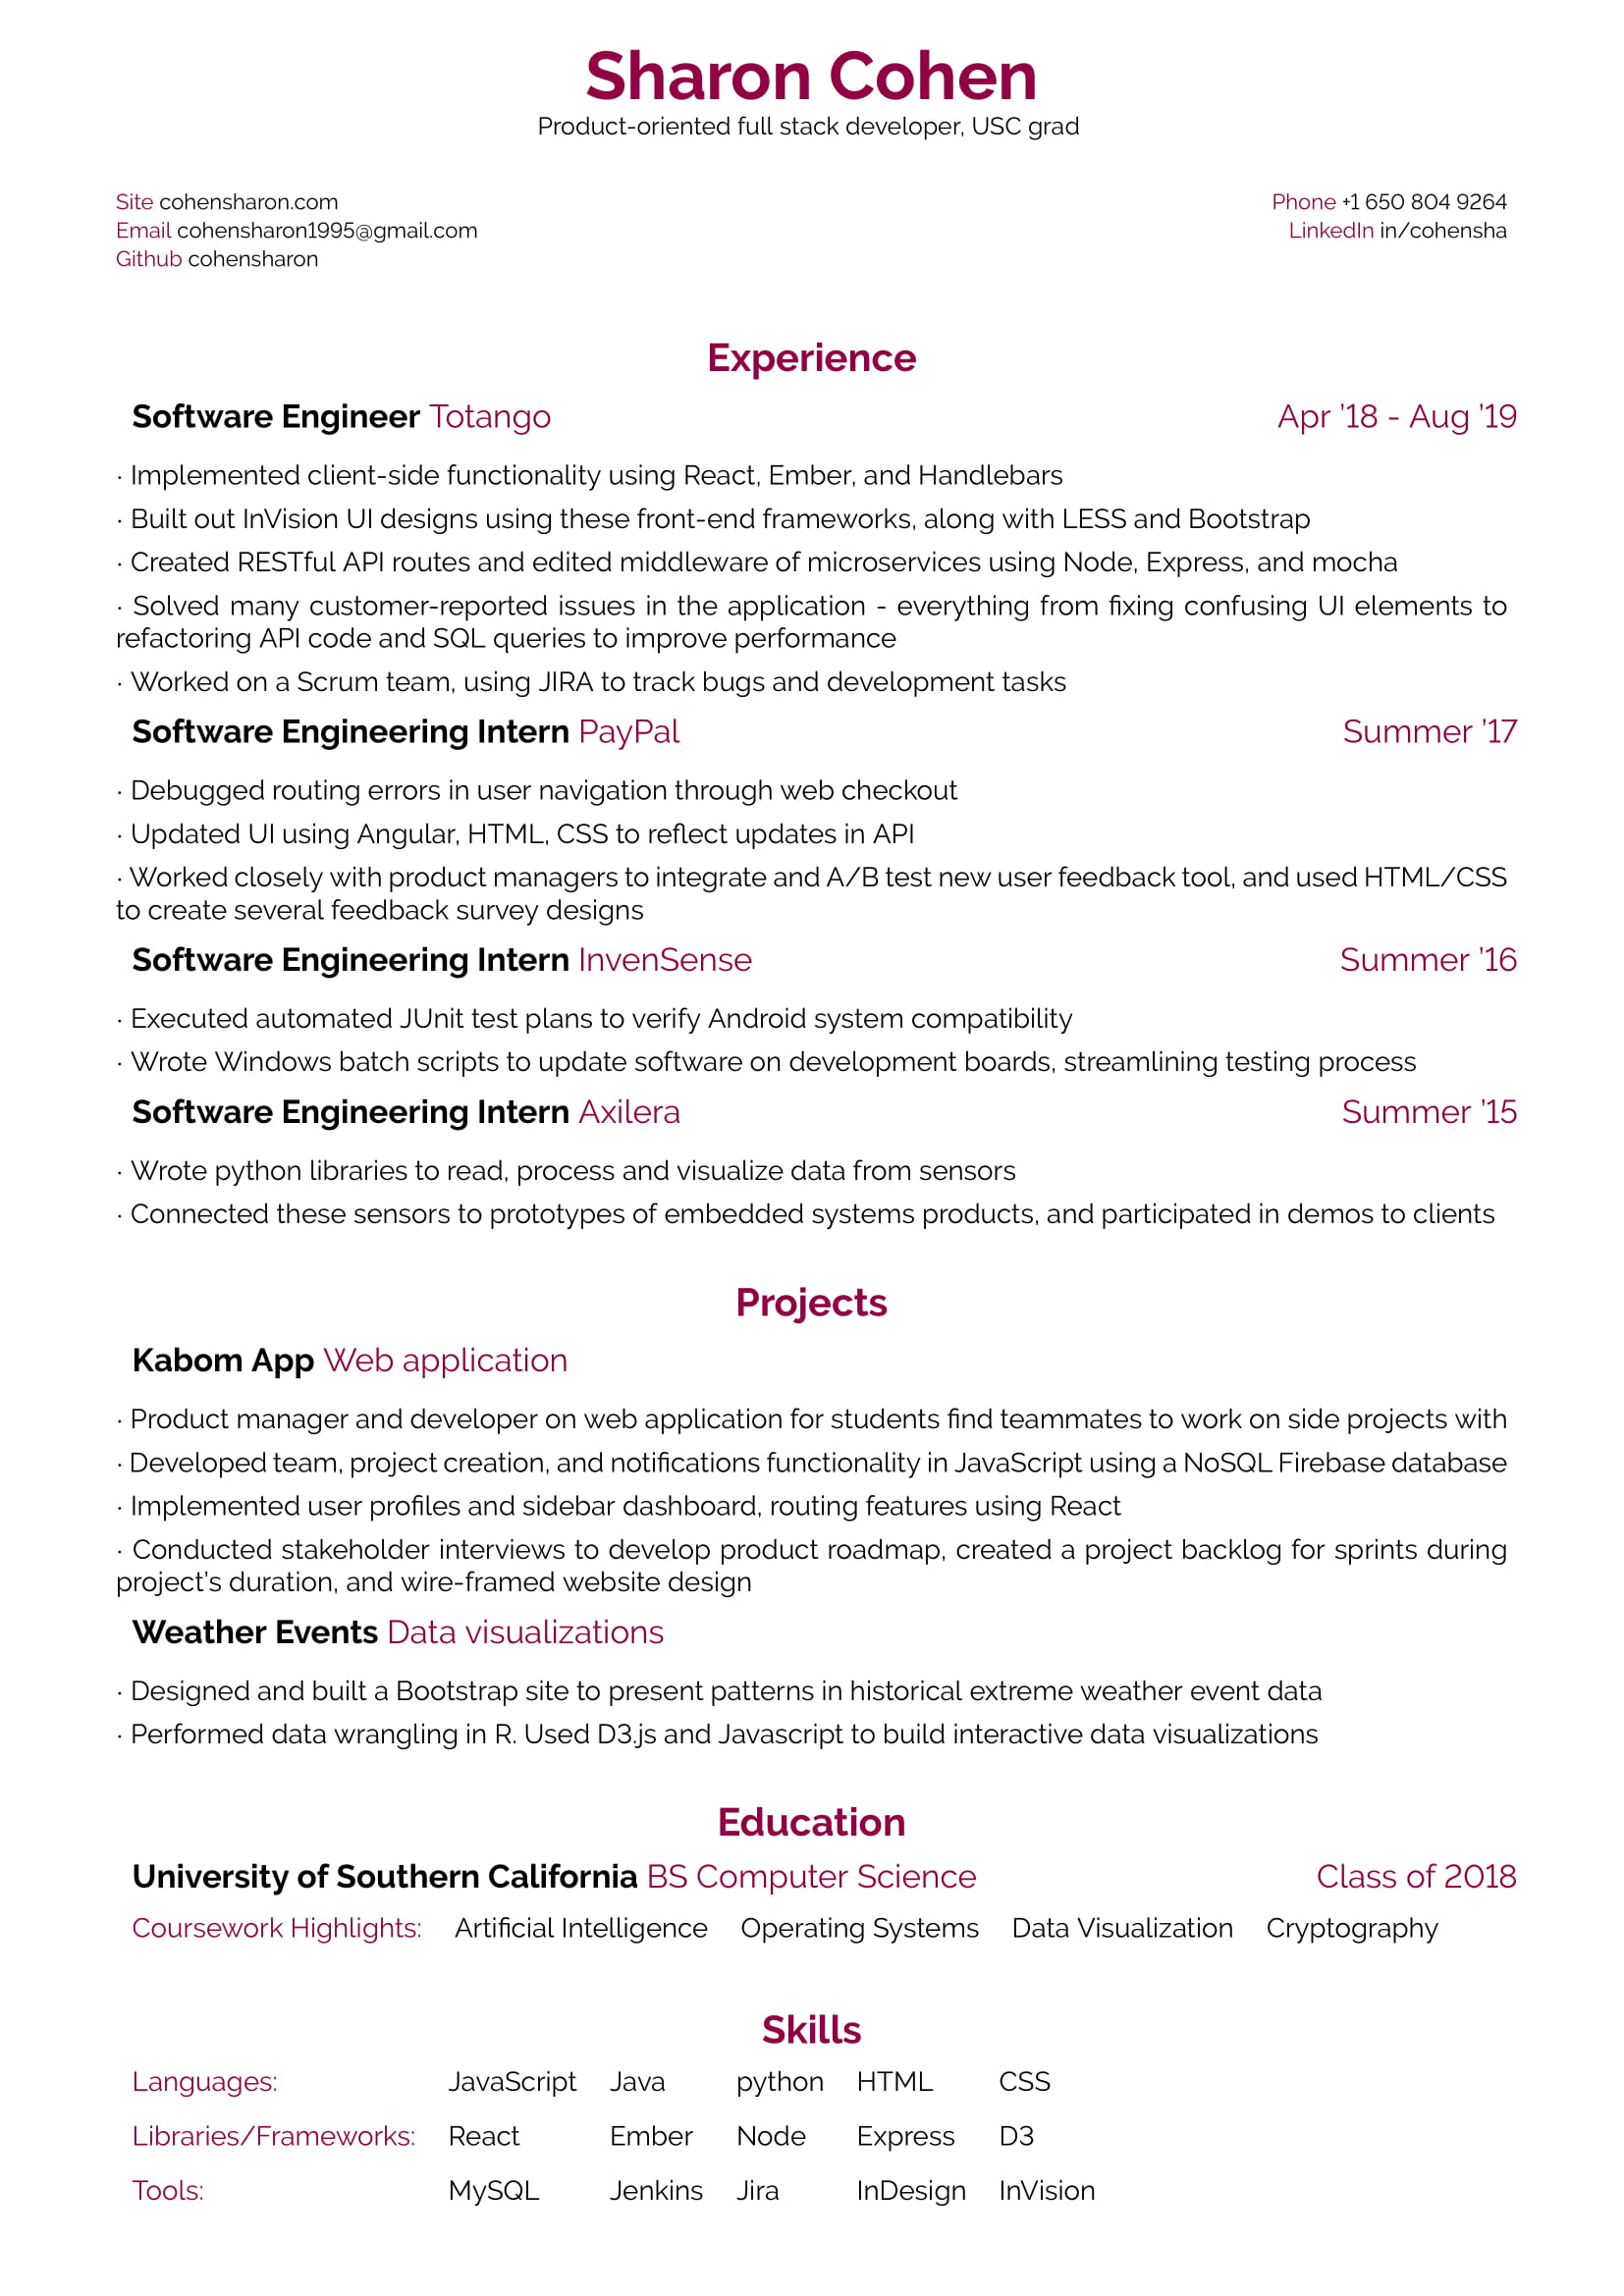 Sharon Cohen
Product-oriented full stack developer, USC grad
Site cohensharon.com
Email cohensharon1995@gmail.com
Github cohensharon
Phone +1 650 804 9264
LinkedIn in/cohensha
Experience
Software Engineer Totango Apr '18 - Aug '19
· Implemented client-side functionality using React, Ember, and Handlebars
· Built out InVision UI designs using these front-end frameworks, along with LESS and Bootstrap
· Created RESTful API routes and edited middleware of microservices using Node, Express, and mocha
· Solved many customer-reported issues in the application - everything from fixing confusing UI elements to
refactoring API code and SQL queries to improve performance
· Worked on a Scrum team, using JIRA to track bugs and development tasks
Software Engineering Intern PayPal Summer '17
· Debugged routing errors in user navigation through web checkout
· Updated UI using Angular, HTML, CSS to reflect updates in API
· Worked closely with product managers to integrate and A/B test new user feedback tool, and used HTML/CSS
to create several feedback survey designs
Software Engineering Intern InvenSense Summer '16
· Executed automated JUnit test plans to verify Android system compatibility
· Wrote Windows batch scripts to update software on development boards, streamlining testing process
Software Engineering Intern Axilera Summer '15
· Wrote python libraries to read, process and visualize data from sensors
· Connected these sensors to prototypes of embedded systems products, and participated in demos to clients
Projects
Kabom App Web application
· Product manager and developer on web application for students find teammates to work on side projects with
· Developed team, project creation, and notifications functionality in JavaScript using a NoSQL Firebase database
· Implemented user profiles and sidebar dashboard, routing features using React
· Conducted stakeholder interviews to develop product roadmap, created a project backlog for sprints during
project's duration, and wire-framed website design
Weather Events Data visualizations
· Designed and built a Bootstrap site to present patterns in historical extreme weather event data
· Performed data wrangling in R. Used D3.js and Javascript to build interactive data visualizations
Education
University of Southern California BS Computer Science Class of 2018
Coursework Highlights: Artificial Intelligence Operating Systems Data Visualization Cryptography
Skills
Languages: JavaScript Java python HTML CSS
Libraries/Frameworks: React Ember Node Express D3
Tools: MySQL Jenkins Jira InDesign InVision